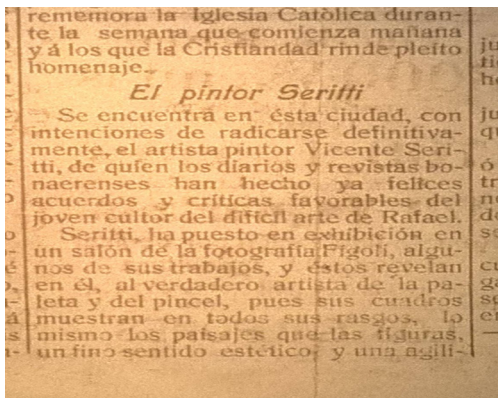 rememora la Iglesia Católica duran-
te la semana que comienza mañana
y á los que la Cristiandad rinde pleito
homenaje.
El pintor Seritti
Se encuentra en ésta ciudad, con
intenciones de radicarse definitiva-
mente, el artista pintor Vicente Seri-
tti, de quien los diarios y revistas bo-
naerenses han hecho ya felices
acuerdos y críticas favorables del
joven cultor del difícil arte de Rafael.
Seritti, ha puesto en exhibición en
un salón de la fotografía Fígoli, algu-
nos de sus trabajos, y éstos revelan
en él, al verdadero artista de la pa-
leta y del pincel, pues sus cuadros
muestran en todos sus rasgos, lo
mismo los paisajes que las figuras,
un fino sentido estético, y una agili-